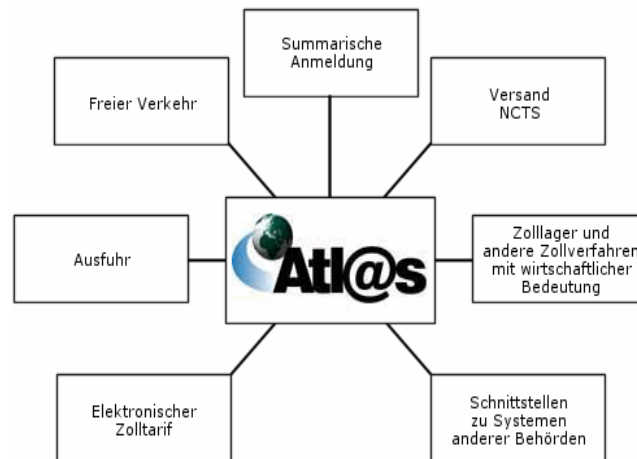 Summarische
Anmeldung
Freier Verkehr
Versand
NCTS
Atl@s
Ausfuhr
Zolllager und
andere Zollverfahren
mit wirtschaftlicher
Bedeutung
Elektronischer
Zolltarif
Schnittstellen
zu Systemen
anderer Behörden